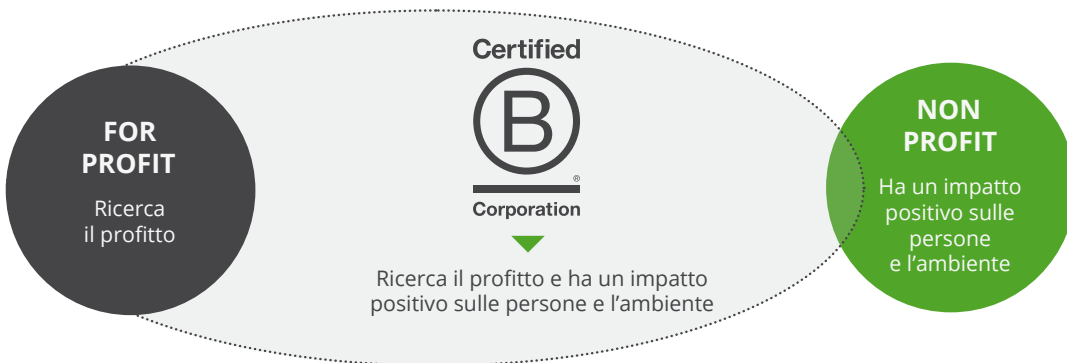 FOR
PROFIT
Ricerca
il profitto
Certified
B
®
Corporation
Ricerca il profitto e ha un impatto
positivo sulle persone e l’ambiente
NON
PROFIT
Ha un impatto
positivo sulle
persone
e l’ambiente